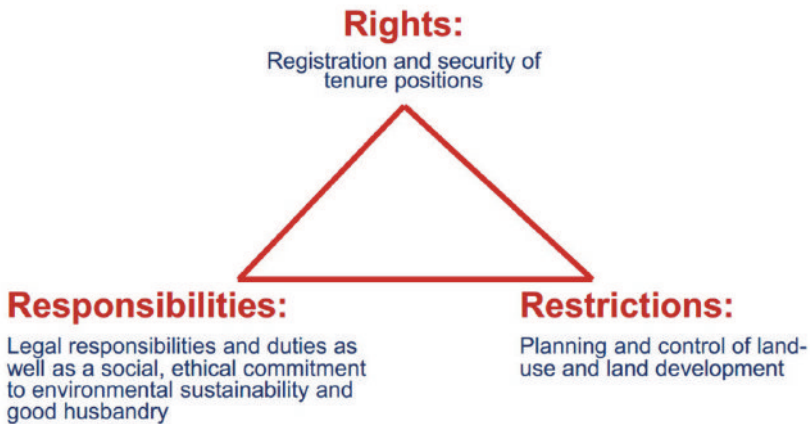 Rights:
Registration and security of
tenure positions
Responsibilities:
Legal responsibilities and duties as
well as a social, ethical commitment
to environmental sustainability and
good husbandry
Restrictions:
Planning and control of land-
use and land development